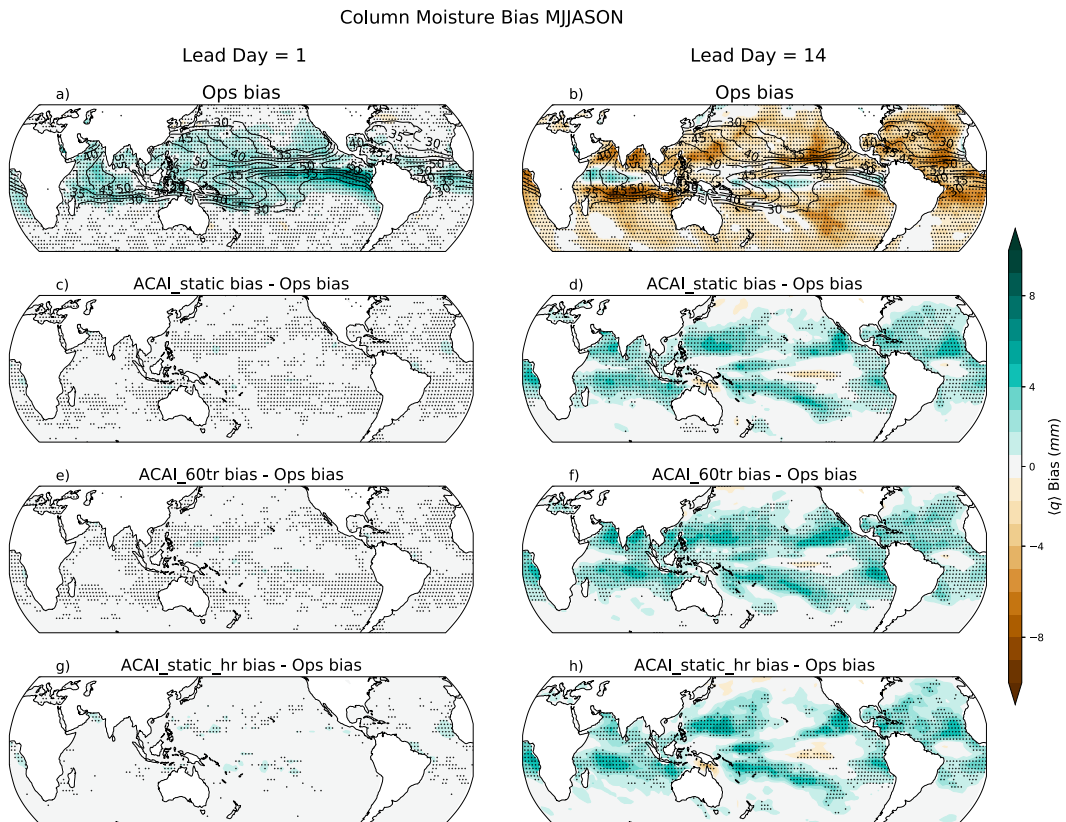 Column Moisture Bias MJJASON
Lead Day = 1
Lead Day = 14
a)
Ops bias
b)
Ops bias
c)
ACAI_static bias - Ops bias
d)
ACAI_static bias - Ops bias
e)
ACAI_60tr bias - Ops bias
f)
ACAI_60tr bias - Ops bias
g)
ACAI_static_hr bias - Ops bias
h)
ACAI_static_hr bias - Ops bias
8
4
0
−4
−8
⟨q⟩ Bias (mm)